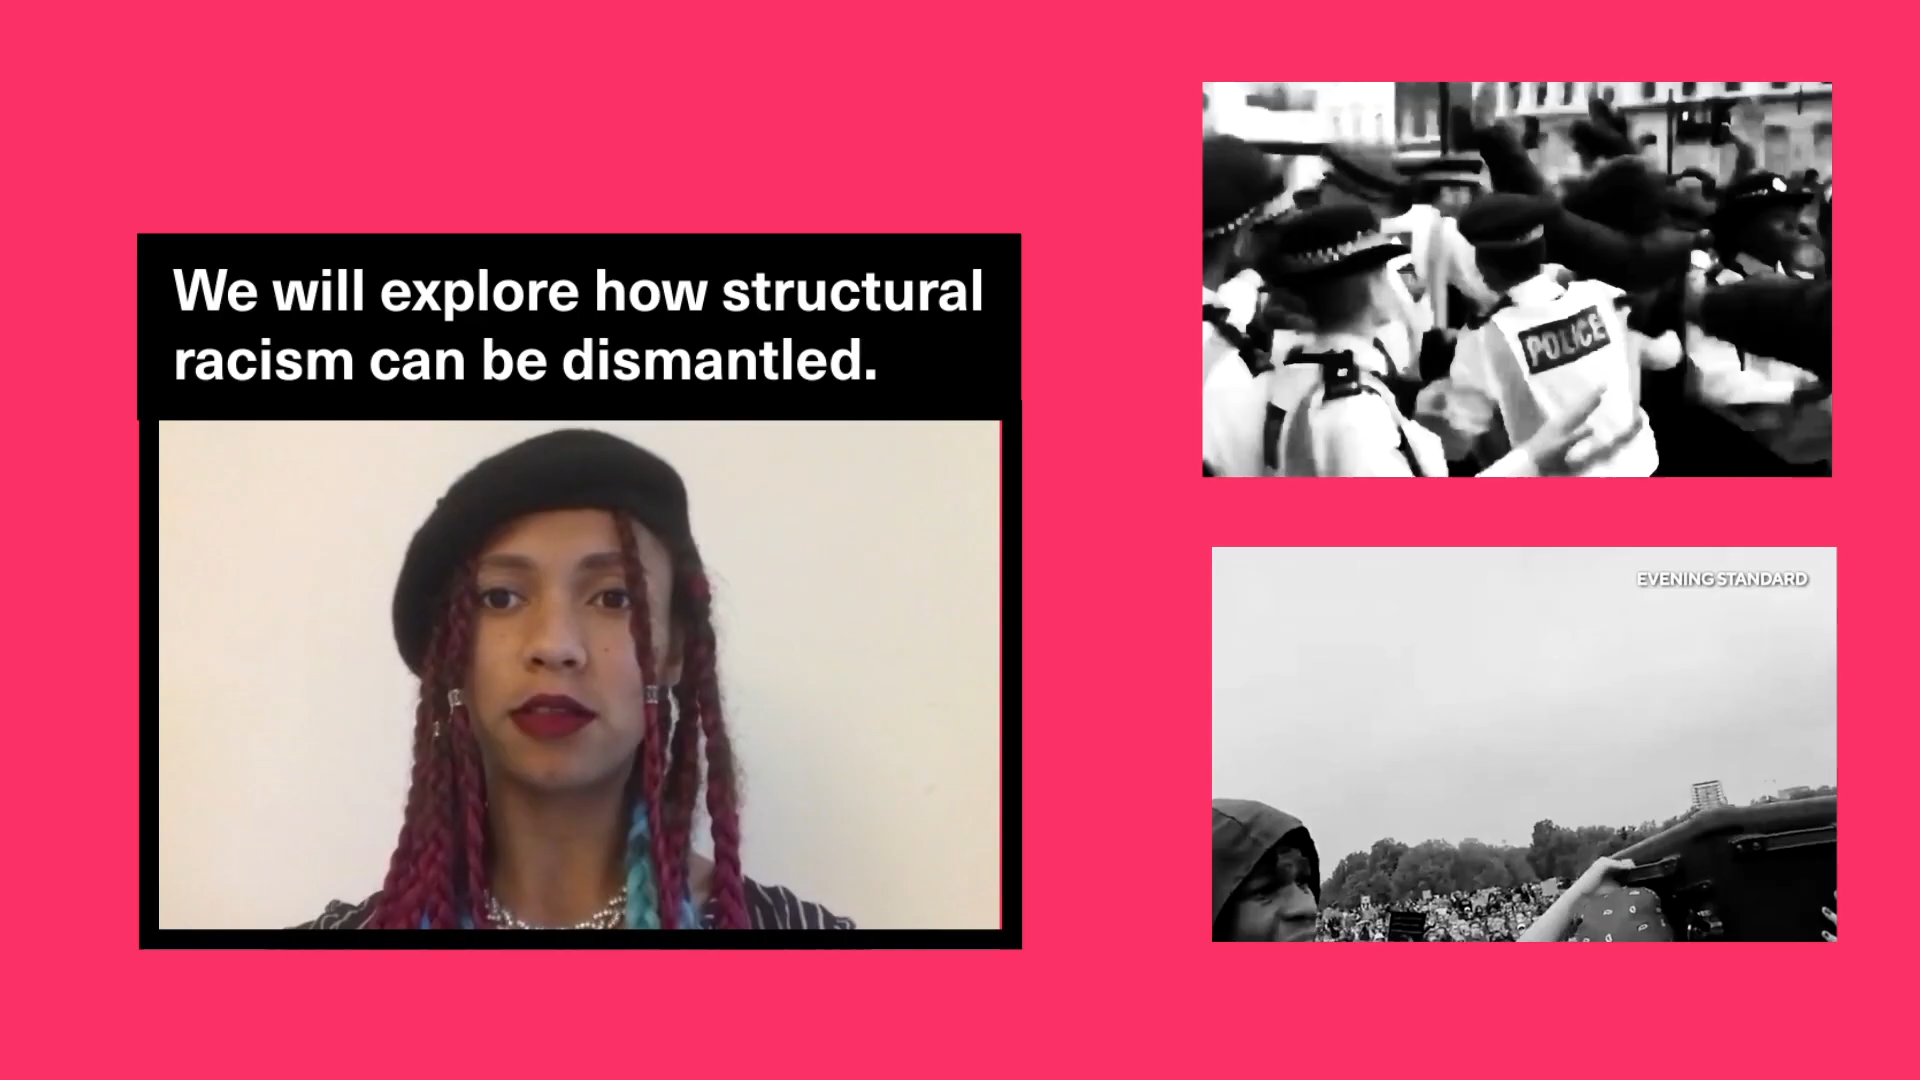 We will explore how structural
racism can be dismantled.
POLICE
EVENING STANDARD